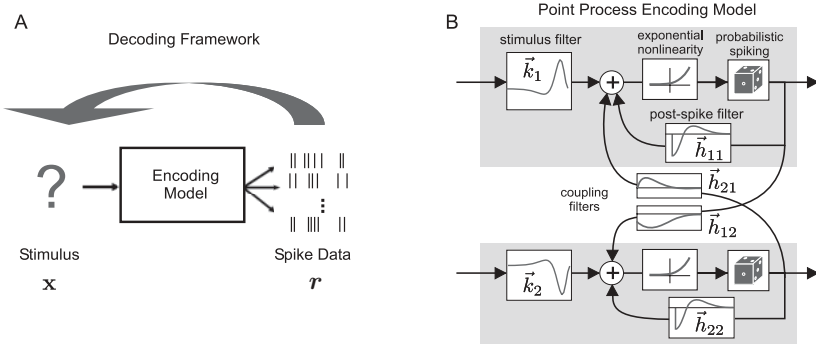 A
Decoding Framework
?
Encoding
Model
Stimulus
x
Spike Data
r
B
Point Process Encoding Model
stimulus filter
exponential
nonlinearity
probabilistic
spiking
k⃗₁
+
post-spike filter
h⃗₁₁
coupling
filters
h⃗₂₁
h⃗₁₂
k⃗₂
+
h⃗₂₂